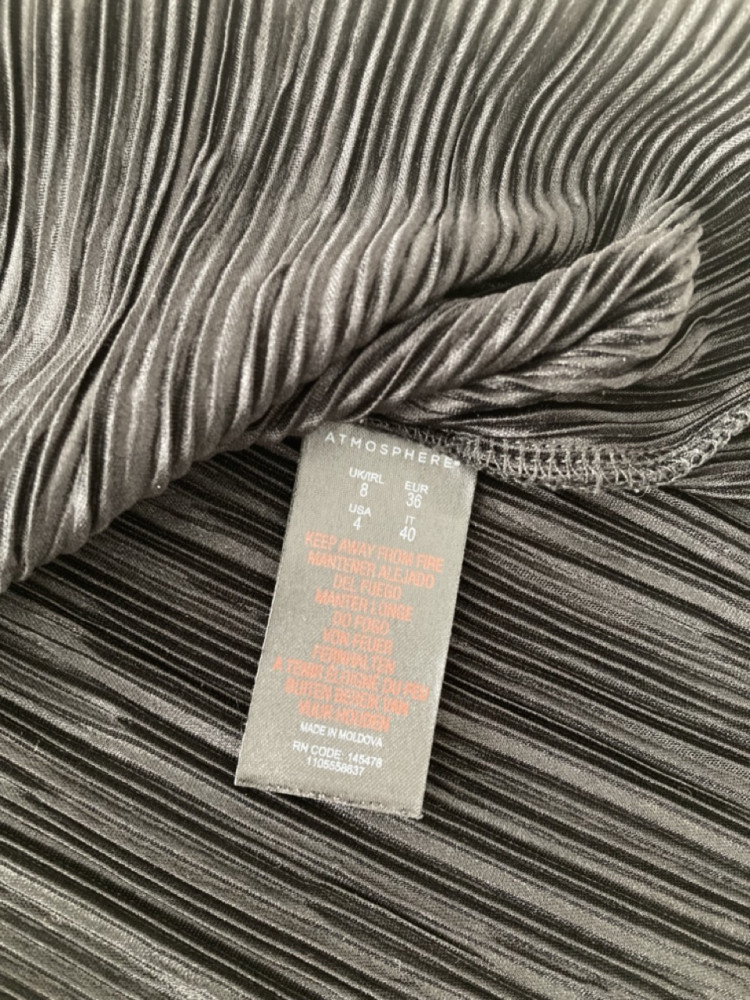 ATMOSPHERE®
UK/IRL EUR
8 36
USA IT
4 40
KEEP AWAY FROM FIRE
MANTENER ALEJADO
DEL FUEGO
MANTER LONGE
DO FOGO
VON FEUER
FERNHALTEN
A TENIR ÉLOIGNÉ DU FEU
BUITEN BEREIK VAN
VUUR HOUDEN
MADE IN MOLDOVA
RN CODE: 145478
1105558637